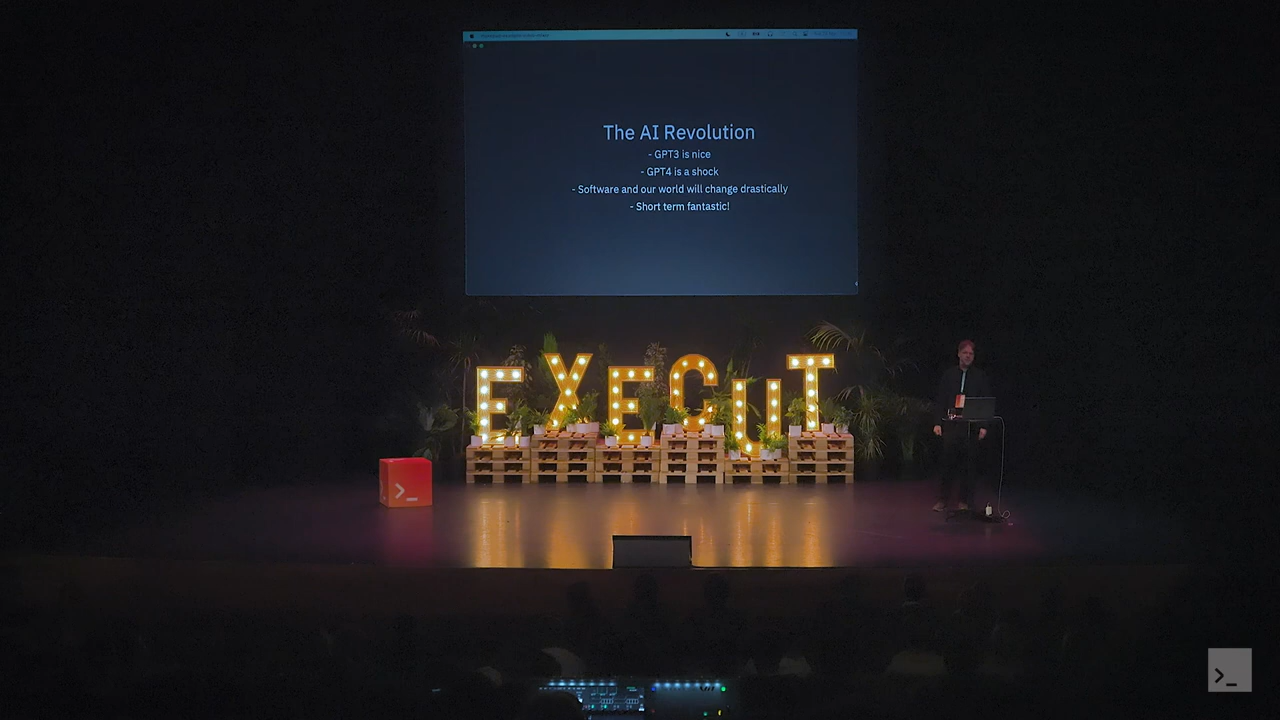 The AI Revolution
- GPT3 is nice
- GPT4 is a shock
- Software and our world will change drastically
- Short term fantastic!
EXECUT
>_
>_